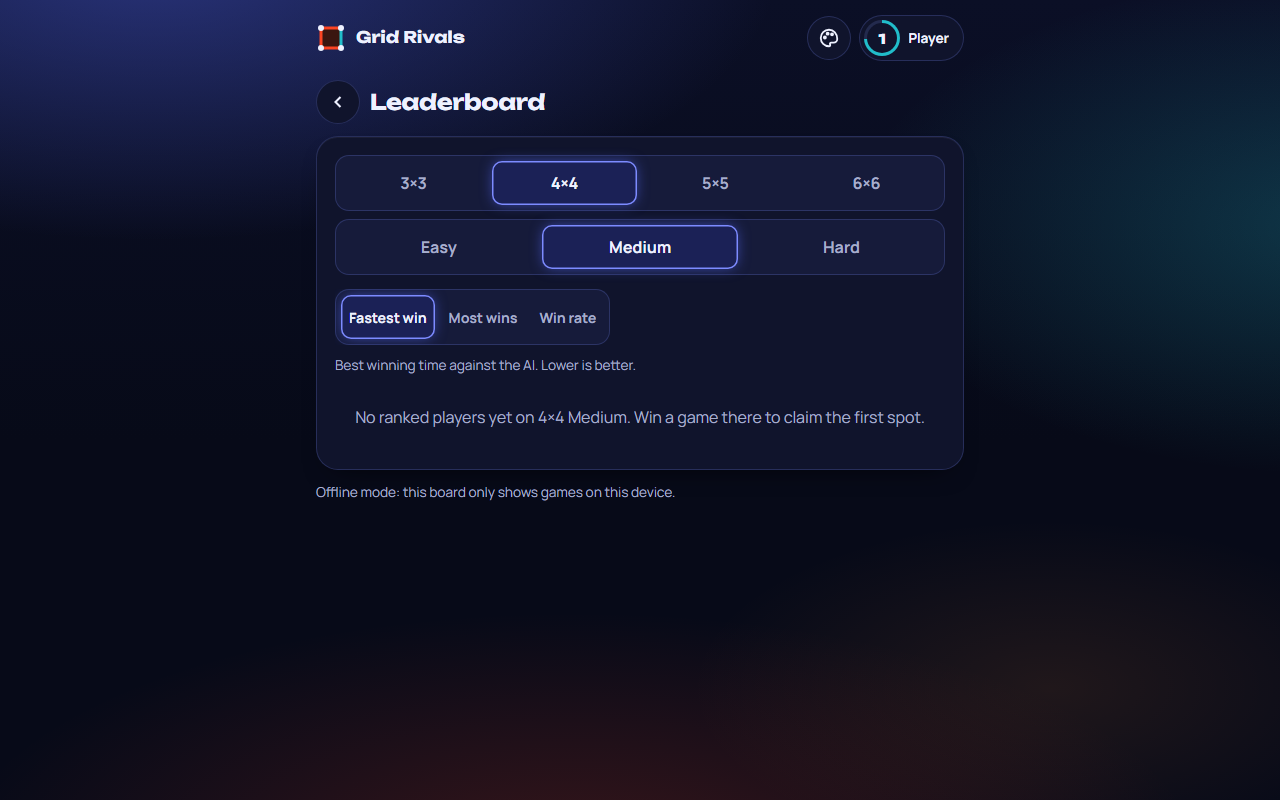 Grid Rivals
1 Player
Leaderboard
3×3 4×4 5×5 6×6
Easy Medium Hard
Fastest win Most wins Win rate
Best winning time against the AI. Lower is better.
No ranked players yet on 4×4 Medium. Win a game there to claim the first spot.
Offline mode: this board only shows games on this device.